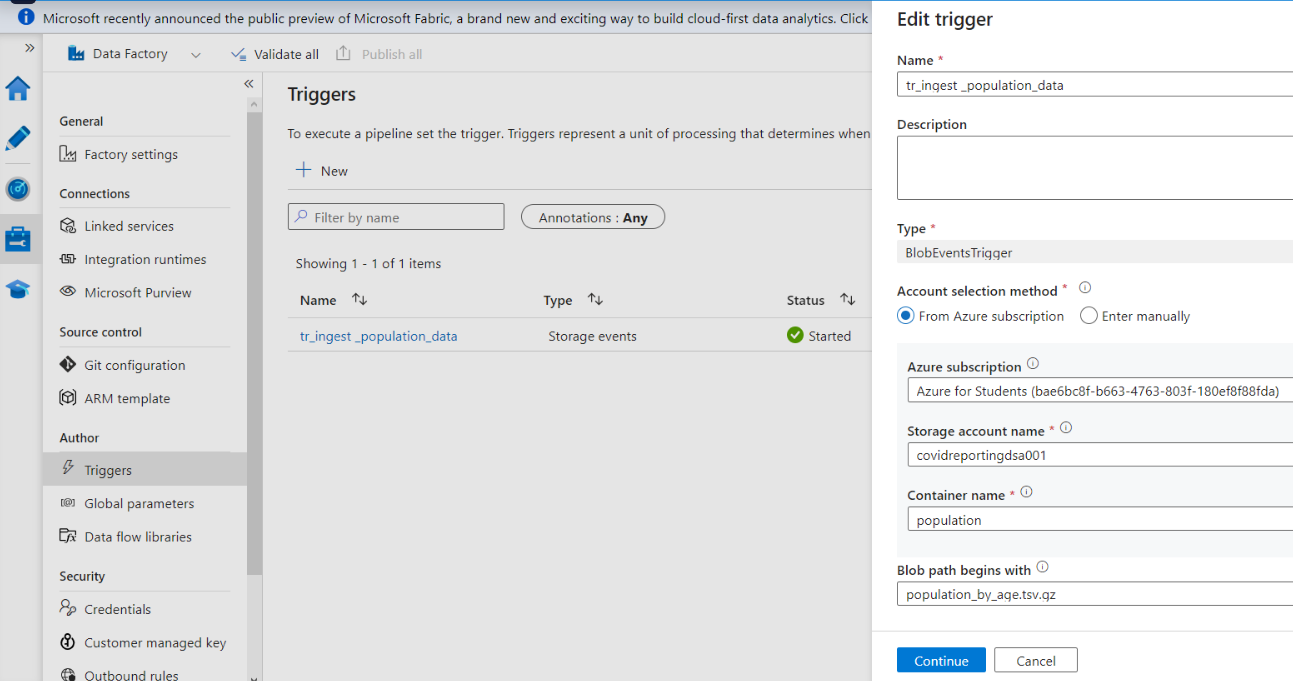 Microsoft recently announced the public preview of Microsoft Fabric, a brand new and exciting way to build cloud-first data analytics. Click
Data Factory
Validate all
Publish all
General
Factory settings
Connections
Linked services
Integration runtimes
Microsoft Purview
Source control
Git configuration
ARM template
Author
Triggers
Global parameters
Data flow libraries
Security
Credentials
Customer managed key
Outbound rules
Triggers
To execute a pipeline set the trigger. Triggers represent a unit of processing that determines when
New
Filter by name
Annotations : Any
Showing 1 - 1 of 1 items
Name Type Status
tr_ingest _population_data Storage events Started
Edit trigger
Name *
tr_ingest _population_data
Description
Type *
BlobEventsTrigger
Account selection method *
From Azure subscription Enter manually
Azure subscription
Azure for Students (bae6bc8f-b663-4763-803f-180ef8f88fda)
Storage account name *
covidreportingdsa001
Container name *
population
Blob path begins with
population_by_age.tsv.gz
Continue Cancel